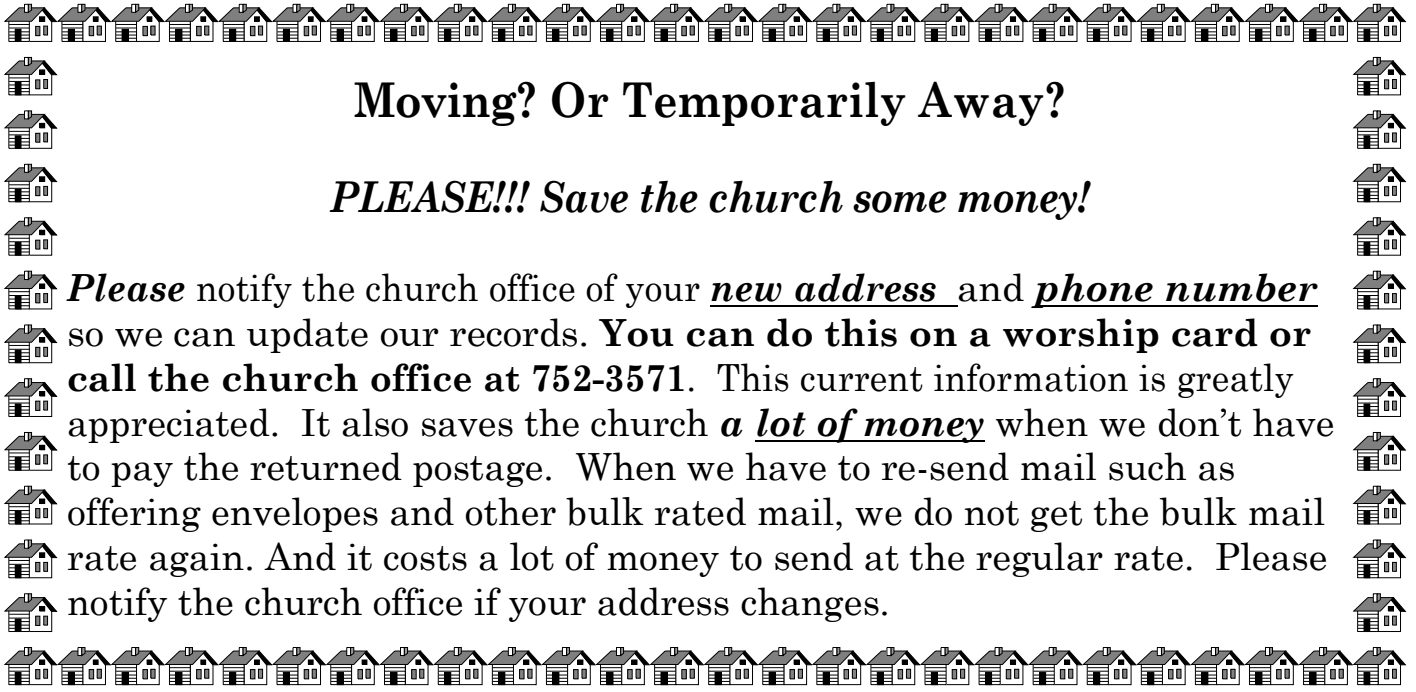 Moving? Or Temporarily Away?
PLEASE!!! Save the church some money!
Please notify the church office of your new address and phone number
so we can update our records. You can do this on a worship card or
call the church office at 752-3571.  This current information is greatly
appreciated.  It also saves the church a lot of money when we don’t have
to pay the returned postage.  When we have to re-send mail such as
offering envelopes and other bulk rated mail, we do not get the bulk mail
rate again. And it costs a lot of money to send at the regular rate.  Please
notify the church office if your address changes.